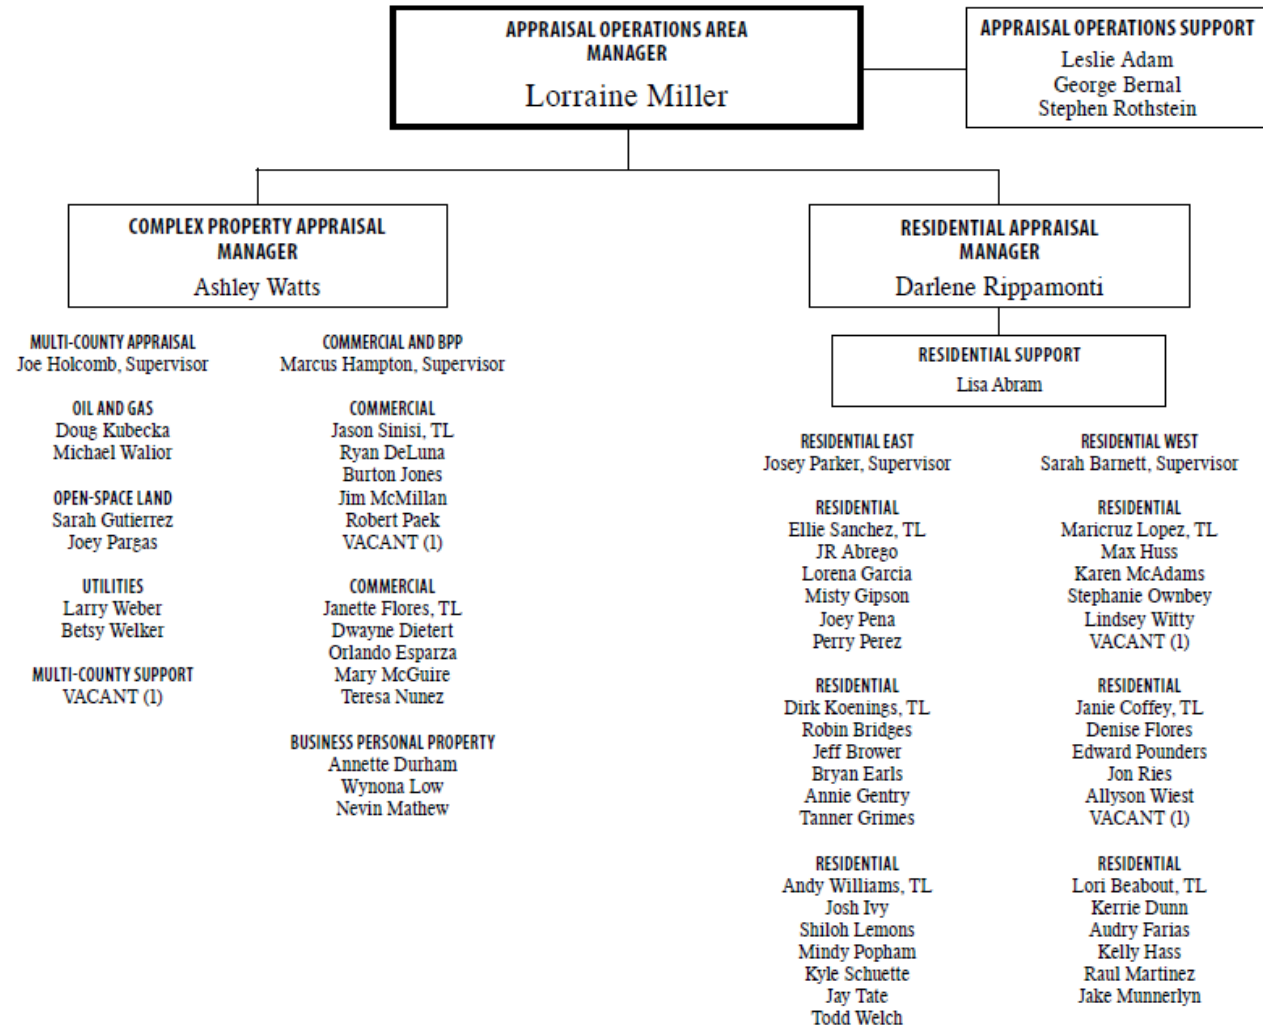 APPRAISAL OPERATIONS AREA
MANAGER
Lorraine Miller
APPRAISAL OPERATIONS SUPPORT
Leslie Adam
George Bernal
Stephen Rothstein
COMPLEX PROPERTY APPRAISAL
MANAGER
Ashley Watts
MULTI-COUNTY APPRAISAL
Joe Holcomb, Supervisor
OIL AND GAS
Doug Kubecka
Michael Walior
OPEN-SPACE LAND
Sarah Gutierrez
Joey Pargas
UTILITIES
Larry Weber
Betsy Welker
MULTI-COUNTY SUPPORT
VACANT (1)
COMMERCIAL AND BPP
Marcus Hampton, Supervisor
COMMERCIAL
Jason Sinisi, TL
Ryan DeLuna
Burton Jones
Jim McMillan
Robert Paek
VACANT (1)
COMMERCIAL
Janette Flores, TL
Dwayne Dietert
Orlando Esparza
Mary McGuire
Teresa Nunez
BUSINESS PERSONAL PROPERTY
Annette Durham
Wynona Low
Nevin Mathew
RESIDENTIAL APPRAISAL
MANAGER
Darlene Rippamonti
RESIDENTIAL SUPPORT
Lisa Abram
RESIDENTIAL EAST
Josey Parker, Supervisor
RESIDENTIAL
Ellie Sanchez, TL
JR Abrego
Lorena Garcia
Misty Gipson
Joey Pena
Perry Perez
RESIDENTIAL
Dirk Koenings, TL
Robin Bridges
Jeff Brower
Bryan Earls
Annie Gentry
Tanner Grimes
RESIDENTIAL
Andy Williams, TL
Josh Ivy
Shiloh Lemons
Mindy Popham
Kyle Schuette
Jay Tate
Todd Welch
RESIDENTIAL WEST
Sarah Barnett, Supervisor
RESIDENTIAL
Maricruz Lopez, TL
Max Huss
Karen McAdams
Stephanie Ownbey
Lindsey Witty
VACANT (1)
RESIDENTIAL
Janie Coffey, TL
Denise Flores
Edward Pounders
Jon Ries
Allyson Wiest
VACANT (1)
RESIDENTIAL
Lori Beabout, TL
Kerrie Dunn
Audry Farias
Kelly Hass
Raul Martinez
Jake Munnerlyn